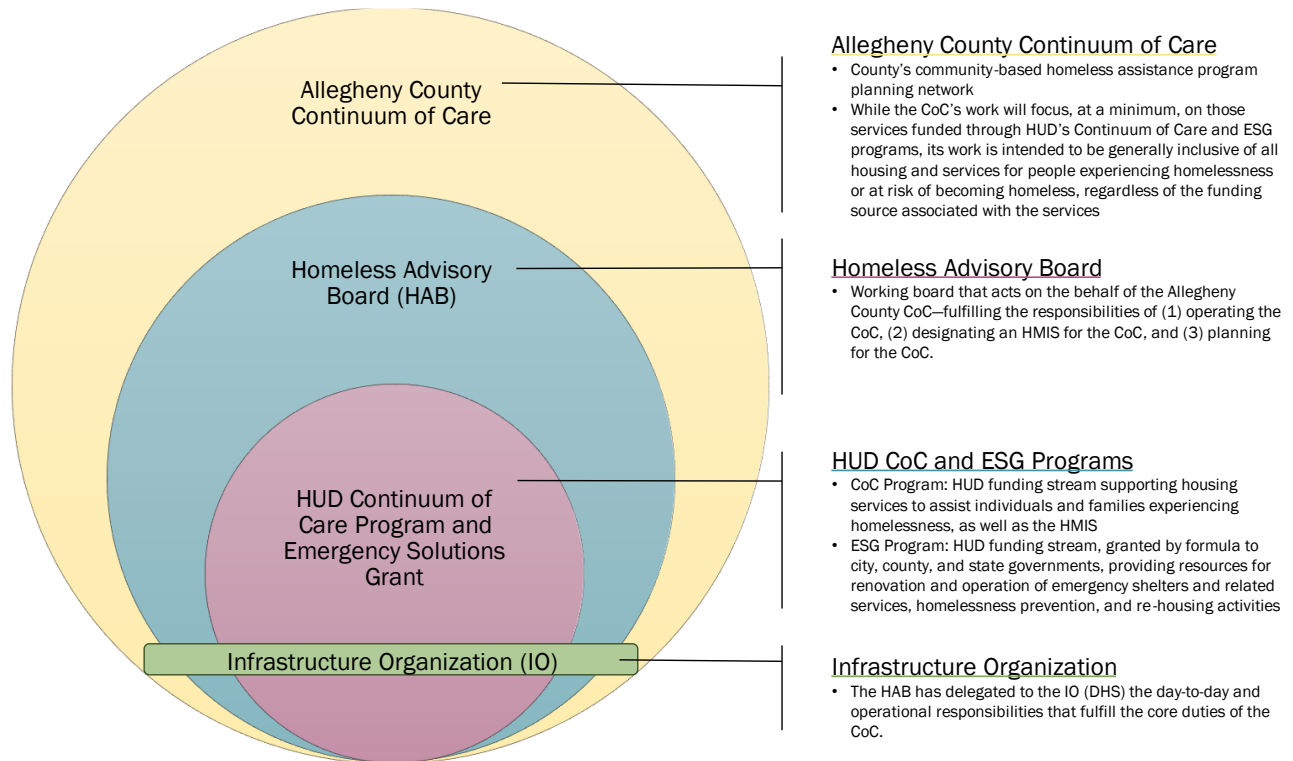 Allegheny County
Continuum of Care
Homeless Advisory
Board (HAB)
HUD Continuum of
Care Program and
Emergency Solutions
Grant
Infrastructure Organization (IO)
Allegheny County Continuum of Care
• County's community-based homeless assistance program
planning network
• While the CoC's work will focus, at a minimum, on those
services funded through HUD's Continuum of Care and ESG
programs, its work is intended to be generally inclusive of all
housing and services for people experiencing homelessness
or at risk of becoming homeless, regardless of the funding
source associated with the services
Homeless Advisory Board
• Working board that acts on the behalf of the Allegheny
County CoC—fulfilling the responsibilities of (1) operating the
CoC, (2) designating an HMIS for the CoC, and (3) planning
for the CoC.
HUD CoC and ESG Programs
• CoC Program: HUD funding stream supporting housing
services to assist individuals and families experiencing
homelessness, as well as the HMIS
• ESG Program: HUD funding stream, granted by formula to
city, county, and state governments, providing resources for
renovation and operation of emergency shelters and related
services, homelessness prevention, and re-housing activities
Infrastructure Organization
• The HAB has delegated to the IO (DHS) the day-to-day and
operational responsibilities that fulfill the core duties of the
CoC.